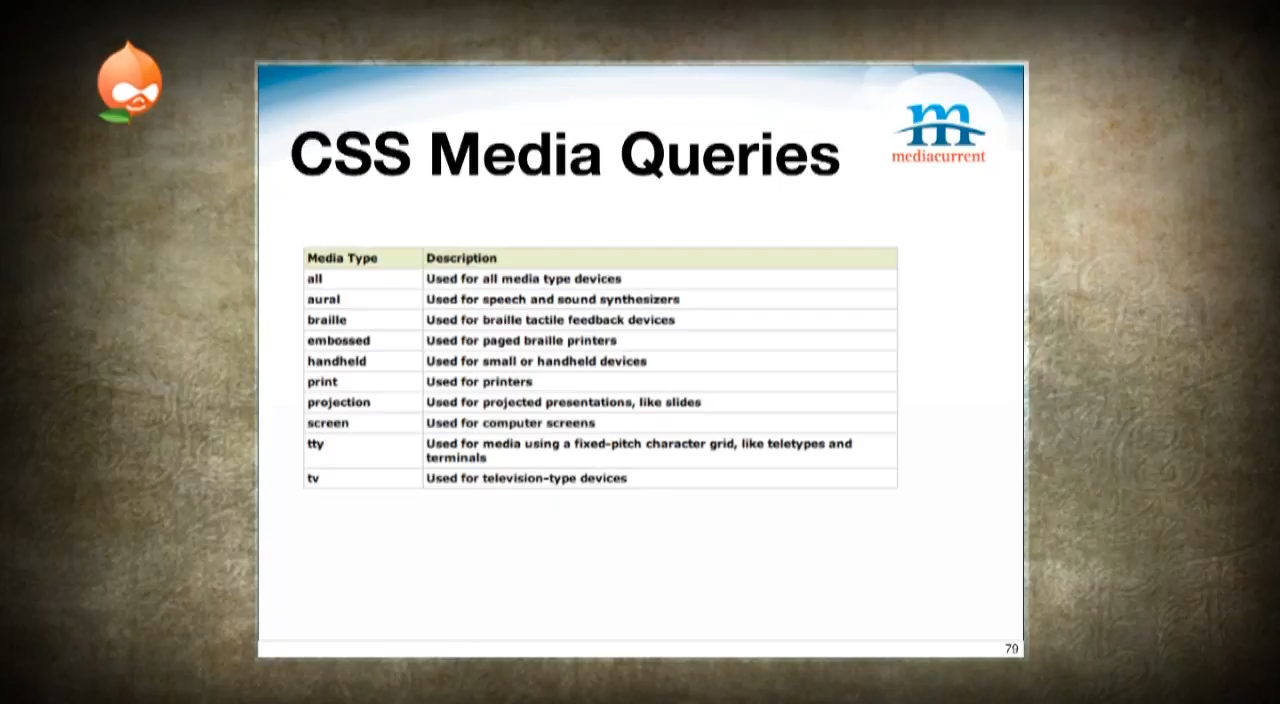 CSS Media Queries
mediacurrent
Media Type Description
all Used for all media type devices
aural Used for speech and sound synthesizers
braille Used for braille tactile feedback devices
embossed Used for paged braille printers
handheld Used for small or handheld devices
print Used for printers
projection Used for projected presentations, like slides
screen Used for computer screens
tty Used for media using a fixed-pitch character grid, like teletypes and
terminals
tv Used for television-type devices
79